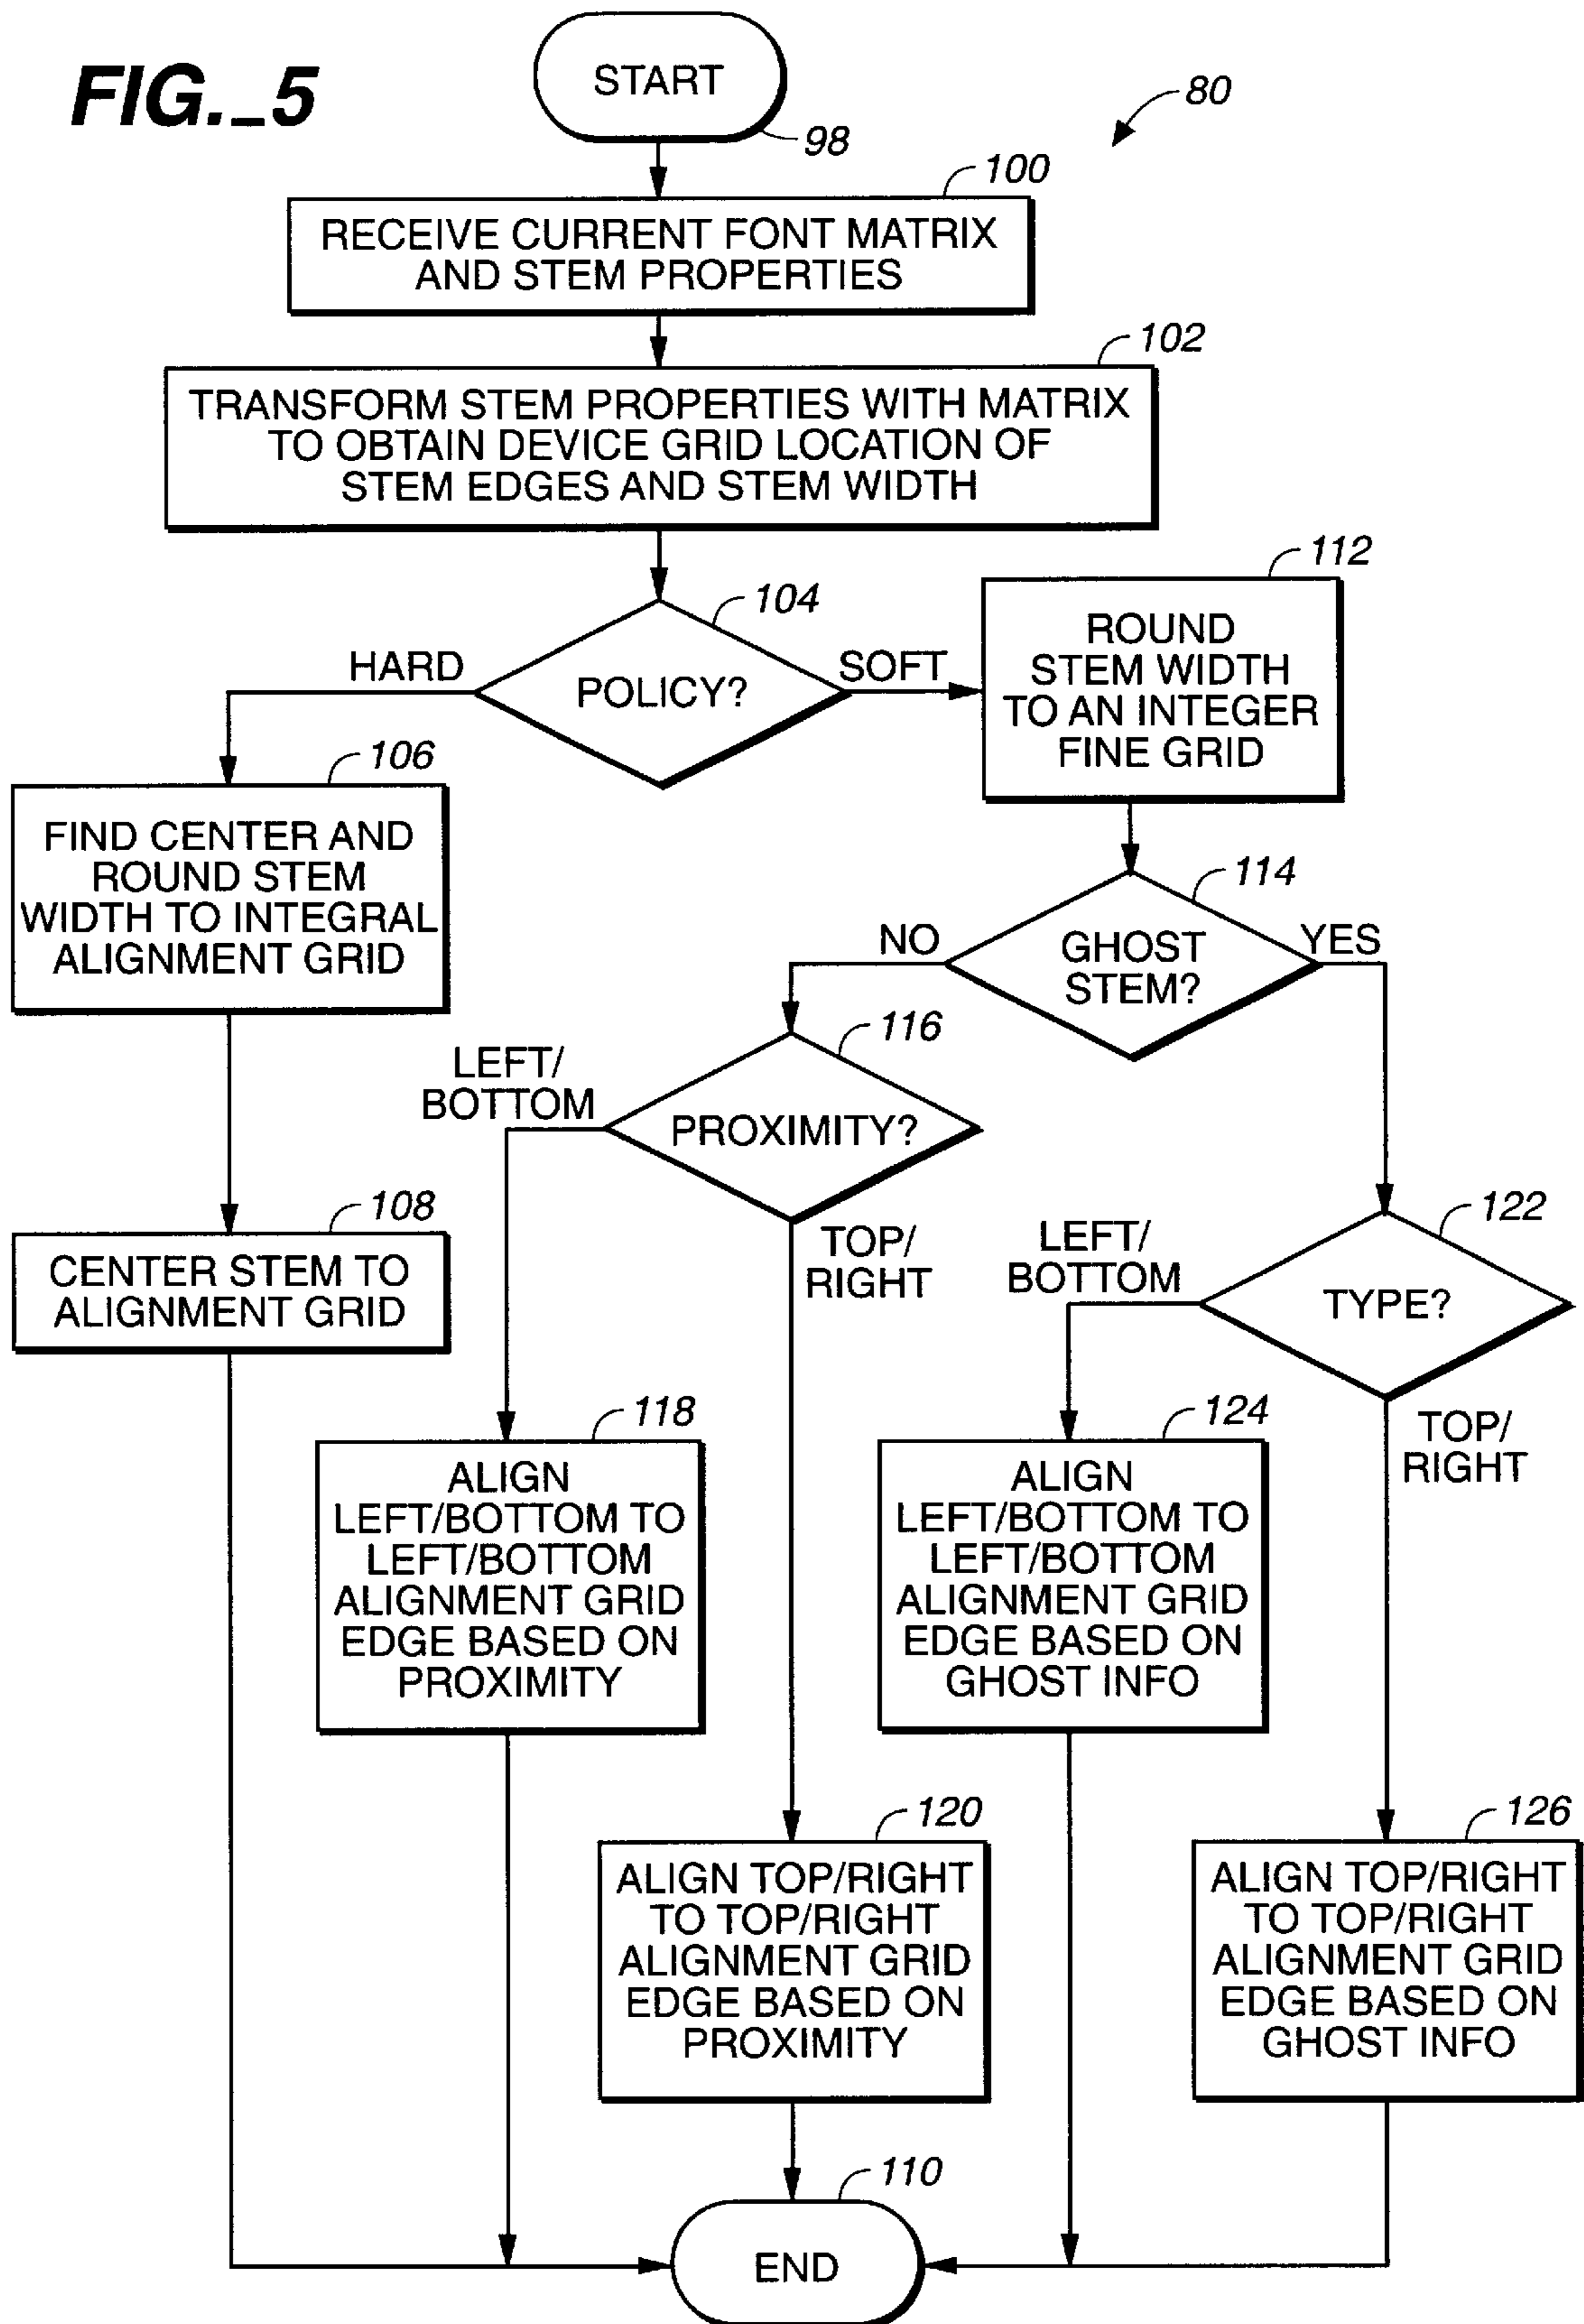 FIG._5
START
80
98
100
RECEIVE CURRENT FONT MATRIX
AND STEM PROPERTIES
102
TRANSFORM STEM PROPERTIES WITH MATRIX
TO OBTAIN DEVICE GRID LOCATION OF
STEM EDGES AND STEM WIDTH
104
POLICY?
HARD
SOFT
112
ROUND
STEM WIDTH
TO AN INTEGER
FINE GRID
106
FIND CENTER AND
ROUND STEM
WIDTH TO INTEGRAL
ALIGNMENT GRID
114
GHOST
STEM?
NO
YES
116
PROXIMITY?
LEFT/
BOTTOM
TOP/
RIGHT
108
CENTER STEM TO
ALIGNMENT GRID
122
TYPE?
LEFT/
BOTTOM
TOP/
RIGHT
118
ALIGN
LEFT/BOTTOM TO
LEFT/BOTTOM
ALIGNMENT GRID
EDGE BASED ON
PROXIMITY
124
ALIGN
LEFT/BOTTOM TO
LEFT/BOTTOM
ALIGNMENT GRID
EDGE BASED ON
GHOST INFO
120
ALIGN TOP/RIGHT
TO TOP/RIGHT
ALIGNMENT GRID
EDGE BASED ON
PROXIMITY
126
ALIGN TOP/RIGHT
TO TOP/RIGHT
ALIGNMENT GRID
EDGE BASED ON
GHOST INFO
110
END